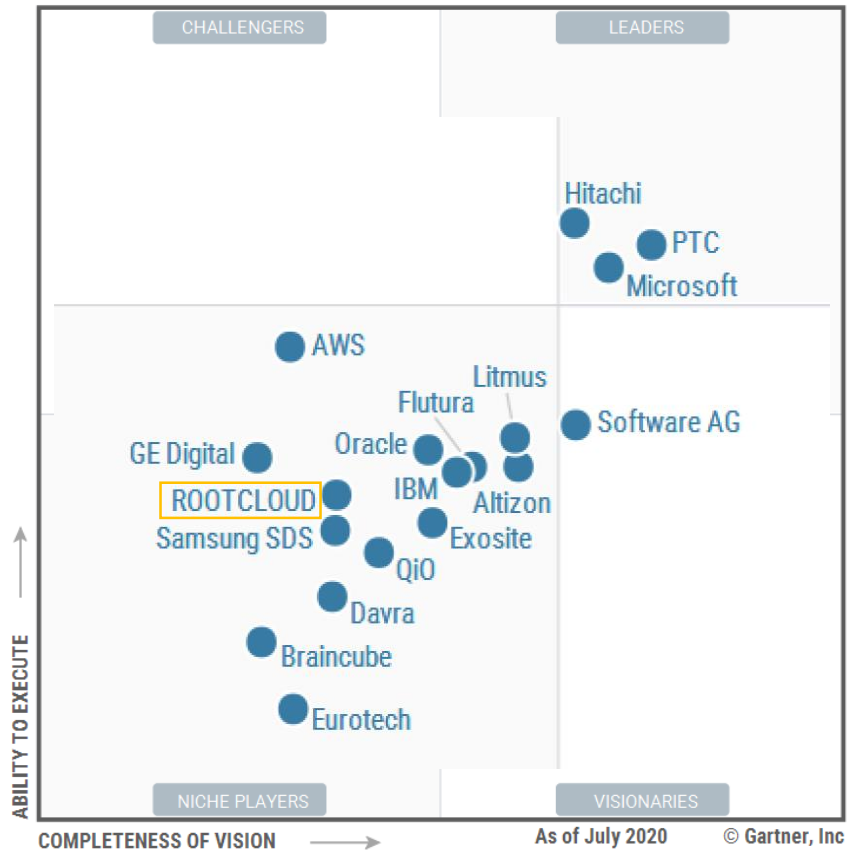 CHALLENGERS
LEADERS
Hitachi
PTC
Microsoft
AWS
Litmus
Flutura
Software AG
Oracle
GE Digital
IBM
Altizon
ROOTCLOUD
Samsung SDS
Exosite
QiO
Davra
Braincube
Eurotech
ABILITY TO EXECUTE
NICHE PLAYERS
VISIONARIES
COMPLETENESS OF VISION
As of July 2020
© Gartner, Inc